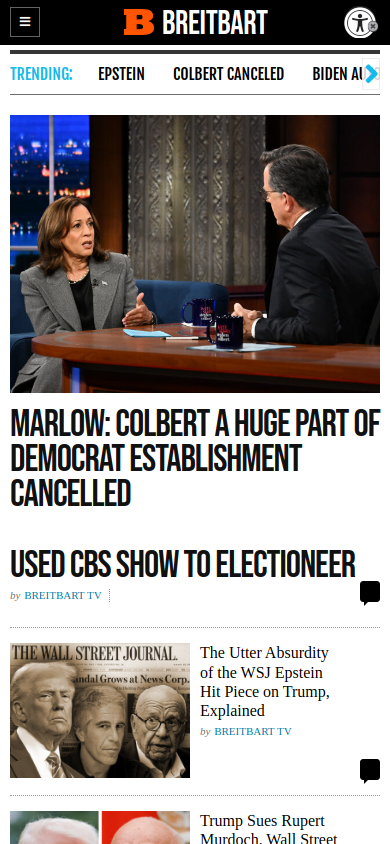 BREITBART
TRENDING:
EPSTEIN
COLBERT CANCELED
BIDEN AU
MARLOW: COLBERT A HUGE PART OF
DEMOCRAT ESTABLISHMENT
CANCELLED
USED CBS SHOW TO ELECTIONEER
by BREITBART TV
THE WALL STREET JOURNAL.
andal Grows at News Corp.
The Utter Absurdity
of the WSJ Epstein
Hit Piece on Trump,
Explained
by BREITBART TV
Trump Sues Rupert
Murdoch, Wall Street